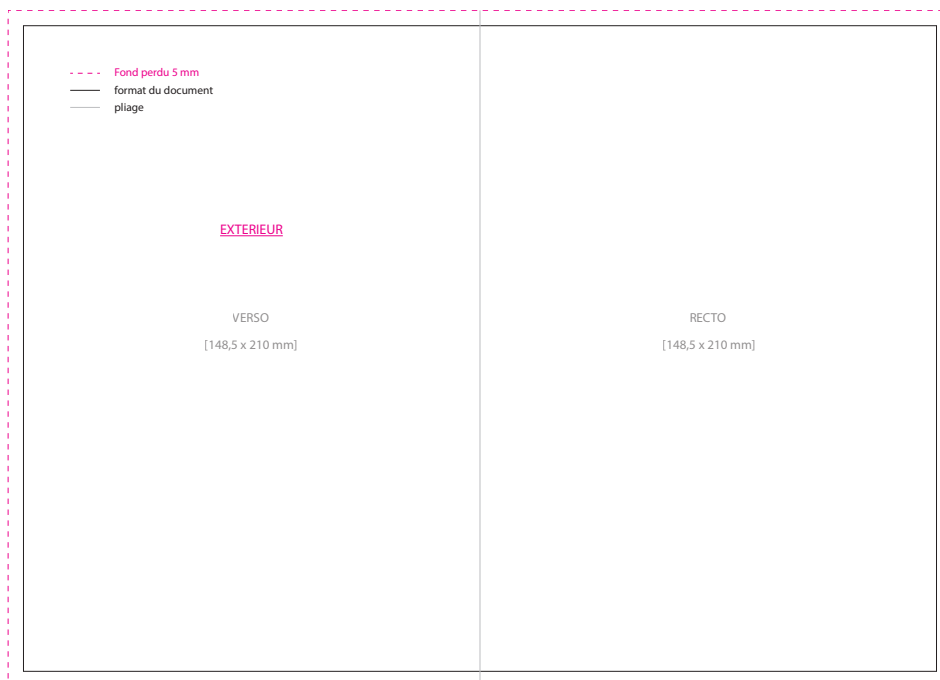 Fond perdu 5 mm
format du document
pliage
EXTERIEUR
VERSO
[148,5 x 210 mm]
RECTO
[148,5 x 210 mm]